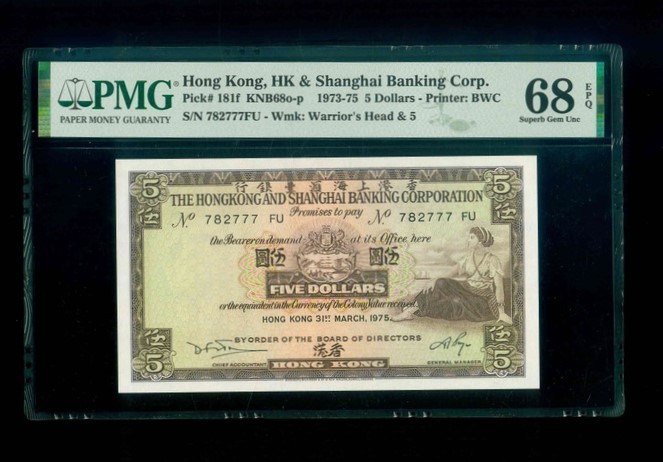 PMG
PAPER MONEY GUARANTY
Hong Kong, HK & Shanghai Banking Corp.
Pick# 181f KNB68o-p 1973-75 5 Dollars - Printer: BWC
S/N 782777FU - Wmk: Warrior's Head & 5
68 EPQ
Superb Gem Unc
5 行銀豐滙海上港香 5
THE HONGKONG AND SHANGHAI BANKING CORPORATION
伍 伍
Promises to pay
No 782777 FU No 782777 FU
the Bearer on demand at its Office here
圓伍 圓伍
FIVE DOLLARS
or the equivalent in the Currency of the Colony Value received
HONG KONG 31ST MARCH, 1975.
BY ORDER OF THE BOARD OF DIRECTORS
伍 港香 伍
5 CHIEF ACCOUNTANT GENERAL MANAGER 5
HONG KONG